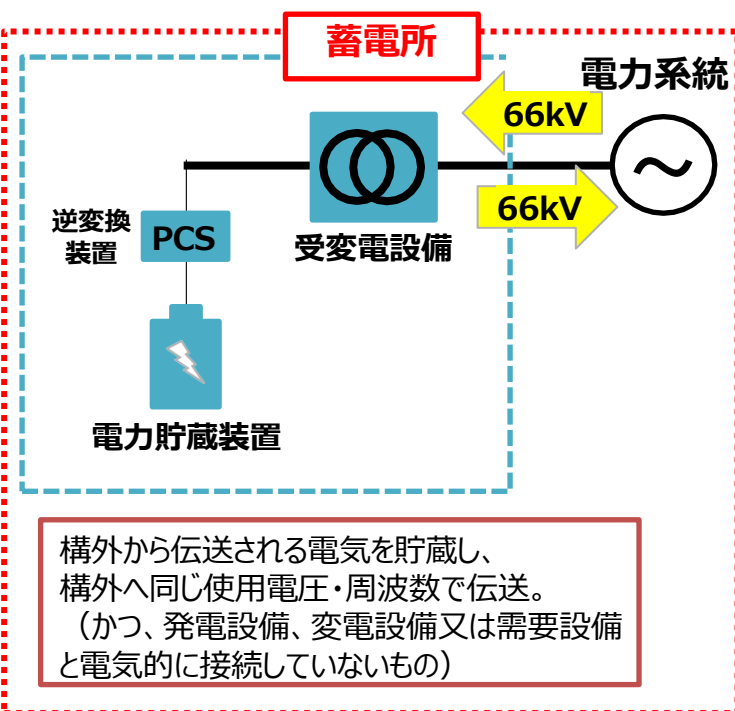 蓄電所
電力系統
66kV
66kV
逆変換
装置
PCS
受変電設備
電力貯蔵装置
構外から伝送される電気を貯蔵し、
構外へ同じ使用電圧・周波数で伝送。
（かつ、発電設備、変電設備又は需要設備
と電気的に接続していないもの）